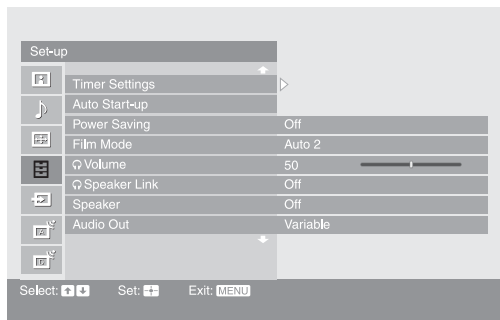 Set-up
Timer Settings
Auto Start-up
Power Saving Off
Film Mode Auto 2
Volume 50
Speaker Link Off
Speaker Off
Audio Out Variable
Select: Set: Exit: MENU